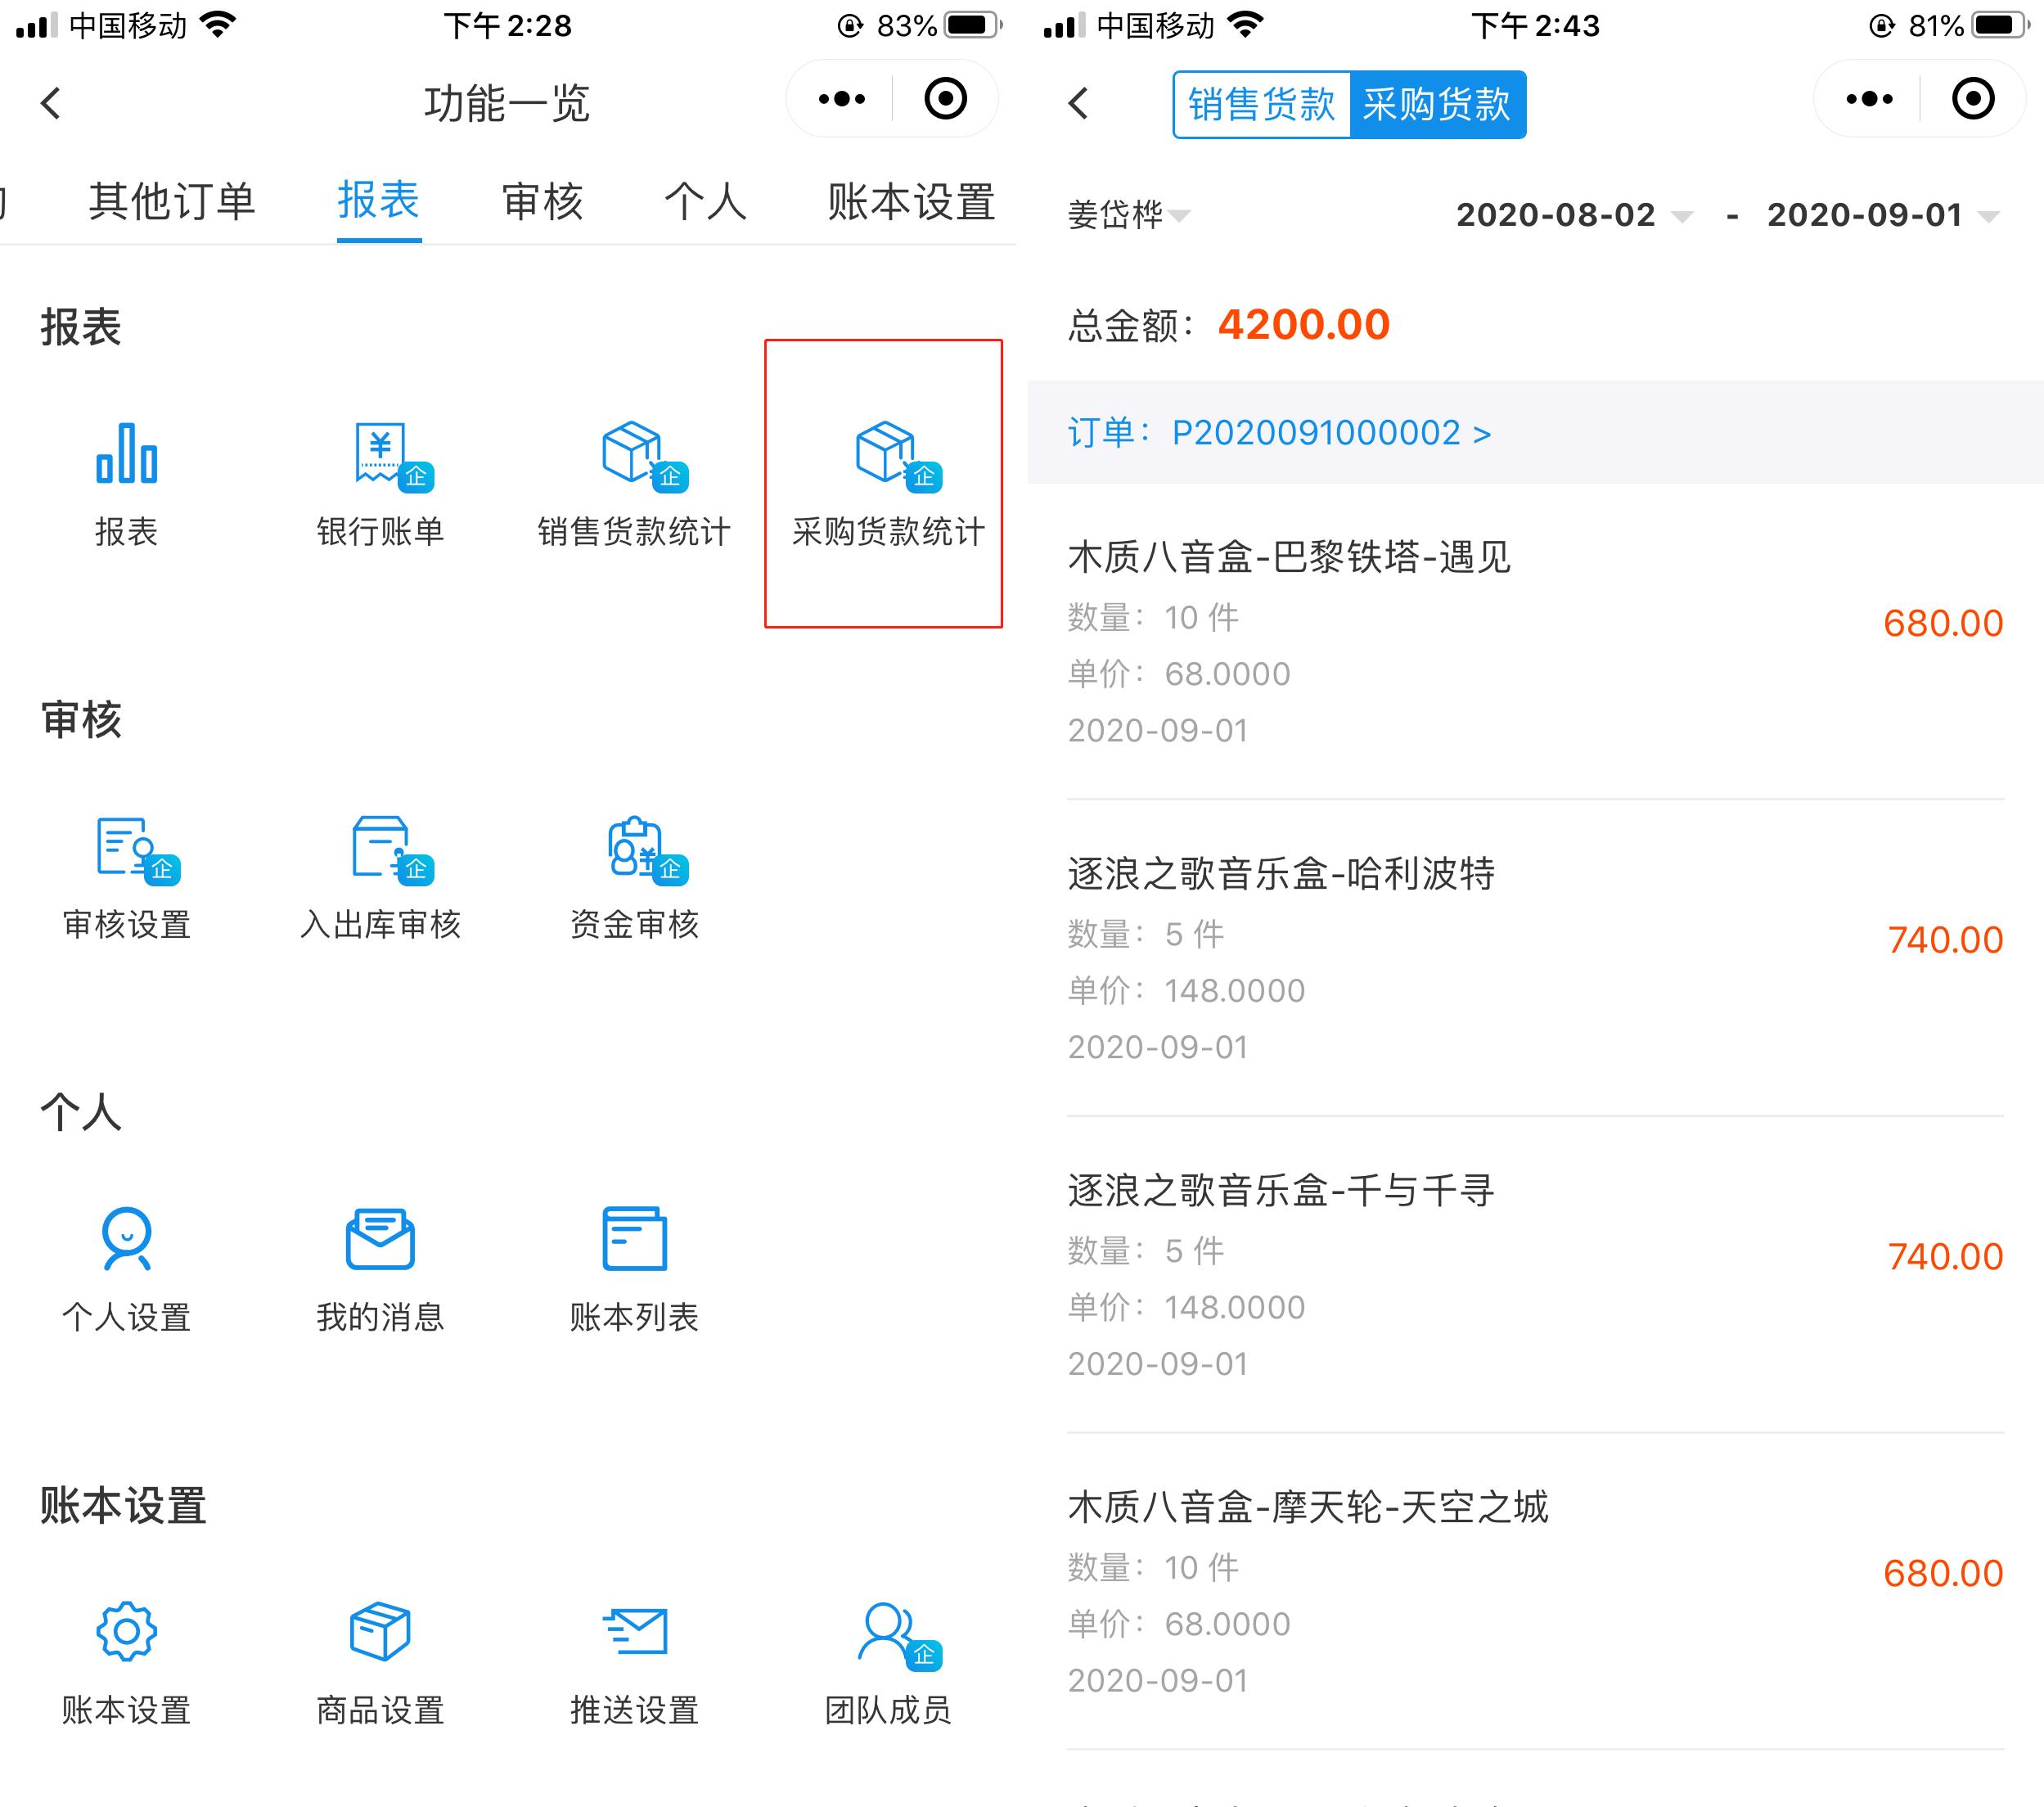 中国移动 下午 2:28 83%
功能一览
其他订单 报表 审核 个人 账本设置
报表
¥ 企 企 企
报表 银行账单 销售货款统计 采购货款统计
审核
企 企 ¥ 企
审核设置 入出库审核 资金审核
个人
个人设置 我的消息 账本列表
账本设置
企
账本设置 商品设置 推送设置 团队成员
中国移动 下午 2:43 81%
销售货款 采购货款
姜岱桦 2020-08-02 - 2020-09-01
总金额： 4200.00
订单： P2020091000002 >
木质八音盒-巴黎铁塔-遇见
数量： 10 件
680.00
单价： 68.0000
2020-09-01
逐浪之歌音乐盒-哈利波特
数量： 5 件
740.00
单价： 148.0000
2020-09-01
逐浪之歌音乐盒-千与千寻
数量： 5 件
740.00
单价： 148.0000
2020-09-01
木质八音盒-摩天轮-天空之城
数量： 10 件
680.00
单价： 68.0000
2020-09-01